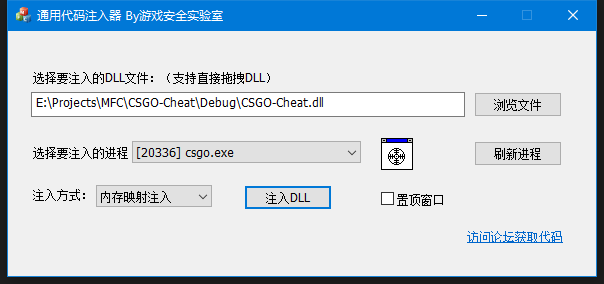 通用代码注入器 By游戏安全实验室
选择要注入的DLL文件：（支持直接拖拽DLL）
E:\Projects\MFC\CSGO-Cheat\Debug\CSGO-Cheat.dll
浏览文件
选择要注入的进程
[20336] csgo.exe
刷新进程
注入方式：
内存映射注入
注入DLL
置顶窗口
访问论坛获取代码